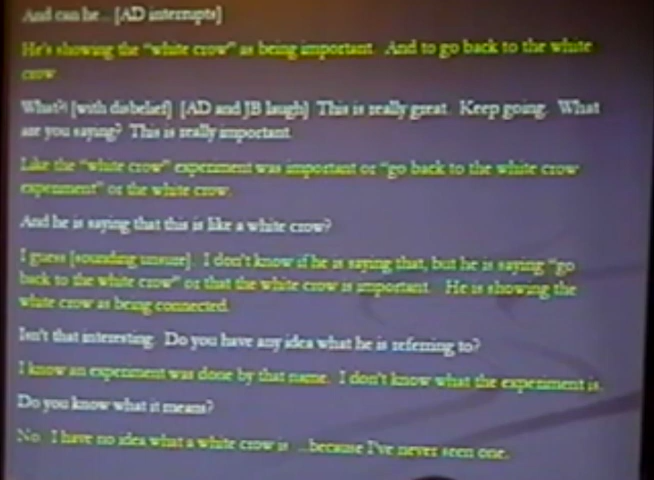 And can he... [AD interrupts]
He's showing the "white crow" as being important. And to go back to the white
crow.
What?! [with disbelief] [AD and JB laugh] This is really great. Keep going. What
are you saying? This is really important.
Like the "white crow" experiment was important or "go back to the white crow
experiment" or the white crow.
And he is saying that this is like a white crow?
I guess [sounding unsure]. I don't know if he is saying that, but he is saying "go
back to the white crow" or that the white crow is important. He is showing the
white crow as being connected.
Isn't that interesting. Do you have any idea what he is referring to?
I know an experiment was done by that name. I don't know what the experiment is.
Do you know what it means?
No. I have no idea what a white crow is ...because I've never seen one.